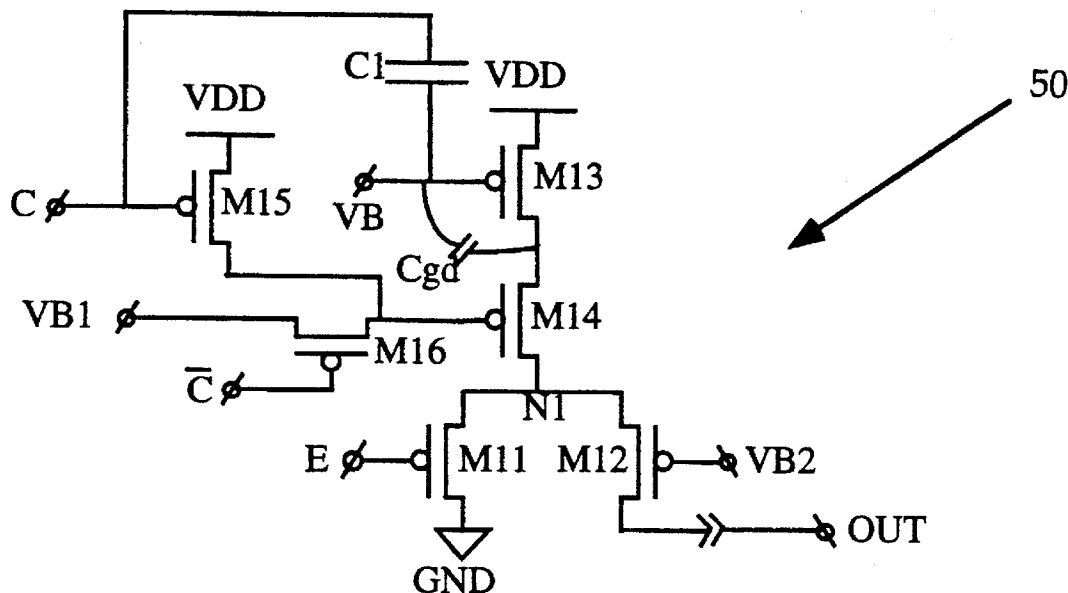 C1
VDD
50
VDD
M13
C
M15
VB
Cgd
VB1
M14
M16
C̅
N1
E
M11
M12
VB2
OUT
GND